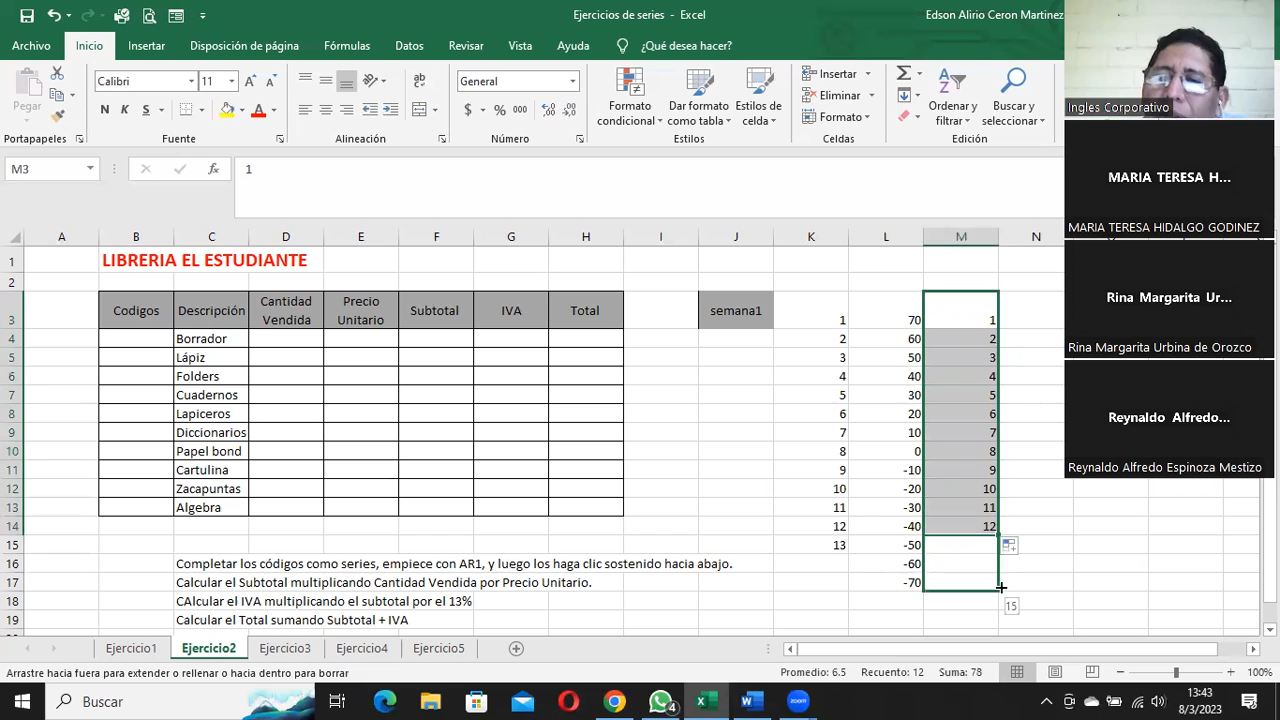 Ejercicios de series - Excel
Edson Alirio Ceron Martinez
Archivo Inicio Insertar Disposición de página Fórmulas Datos Revisar Vista Ayuda ¿Qué desea hacer?
Pegar
Calibri 11
N K S
ab
General
$ % 000
Formato condicional
Dar formato como tabla
Estilos de celda
Insertar
Eliminar
Formato
Ordenar y filtrar
Buscar y seleccionar
Portapapeles Fuente Alineación Número Estilos Celdas Edición
M3 fx 1
A B C D E F G H I J K L M N
1 LIBRERIA EL ESTUDIANTE
2
3 Codigos Descripción Cantidad Vendida Precio Unitario Subtotal IVA Total semana1 1 70 1
4 Borrador 2 60 2
5 Lápiz 3 50 3
6 Folders 4 40 4
7 Cuadernos 5 30 5
8 Lapiceros 6 20 6
9 Diccionarios 7 10 7
10 Papel bond 8 0 8
11 Cartulina 9 -10 9
12 Zacapuntas 10 -20 10
13 Algebra 11 -30 11
14 12 -40 12
15 13 -50
16 Completar los códigos como series, empiece con AR1, y luego los haga clic sostenido hacia abajo. -60
17 Calcular el Subtotal multiplicando Cantidad Vendida por Precio Unitario. -70
15
18 CAlcular el IVA multiplicando el subtotal por el 13%
19 Calcular el Total sumando Subtotal + IVA
Ejercicio1 Ejercicio2 Ejercicio3 Ejercicio4 Ejercicio5
Arrastre hacia fuera para extender o rellenar o hacia dentro para borrar Promedio: 6.5 Recuento: 12 Suma: 78 100%
Buscar
4
13:43
8/3/2023
Ingles Corporativo
MARIA TERESA H...
MARIA TERESA HIDALGO GODINEZ
Rina Margarita Ur...
Rina Margarita Urbina de Orozco
Reynaldo Alfredo...
Reynaldo Alfredo Espinoza Mestizo